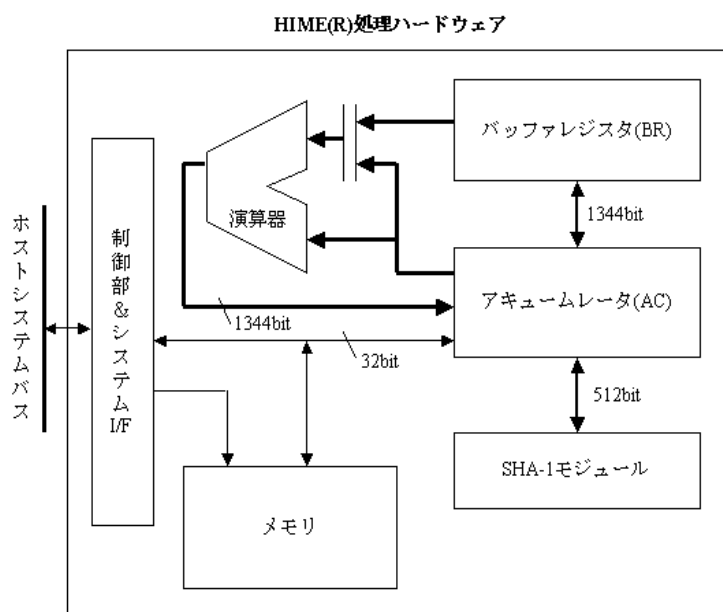 HIME(R)処理ハードウェア
バッファレジスタ(BR)
演算器
1344bit
ホストシステムバス
制御部&システムI/F
アキュームレータ(AC)
1344bit
32bit
512bit
SHA-1モジュール
メモリ